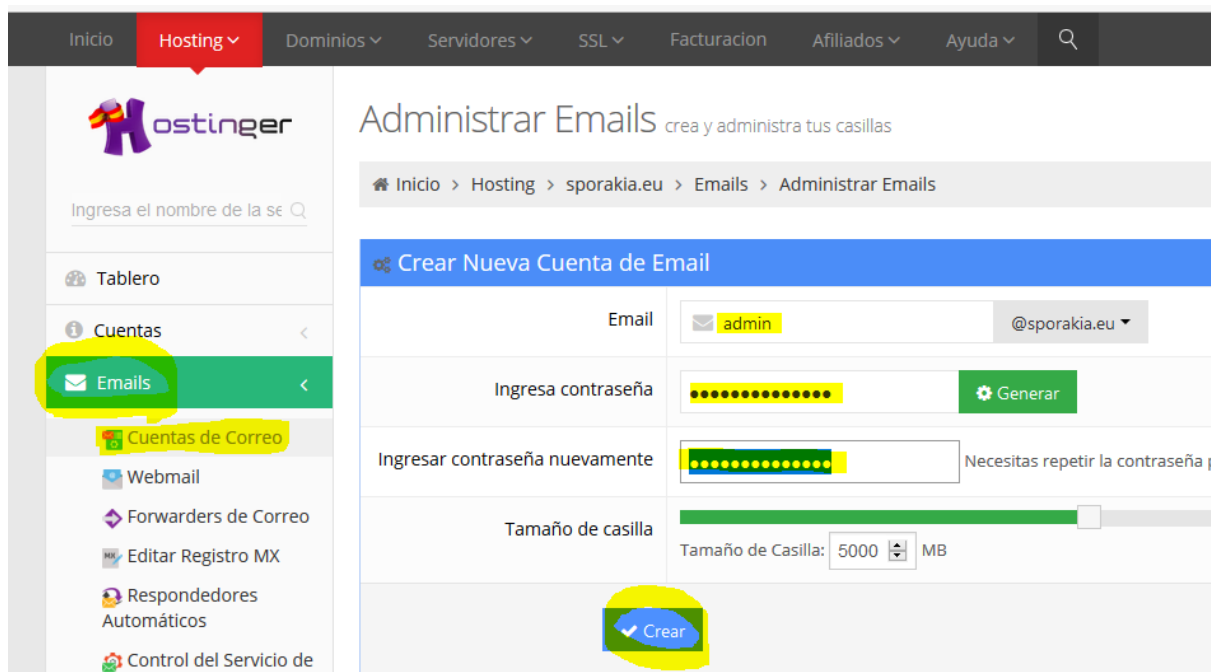 Inicio Hosting Dominios Servidores SSL Facturacion Afiliados Ayuda
Hostinger
Administrar Emails crea y administra tus casillas
Inicio > Hosting > sporakia.eu > Emails > Administrar Emails
Ingresa el nombre de la se
Tablero
Cuentas
Emails
Cuentas de Correo
Webmail
Forwarders de Correo
MX Editar Registro MX
Respondedores
Automáticos
Control del Servicio de
Crear Nueva Cuenta de Email
Email admin @sporakia.eu
Ingresa contraseña •••••••••••••• Generar
Ingresar contraseña nuevamente •••••••••••••• Necesitas repetir la contraseña
Tamaño de casilla
Tamaño de Casilla: 5000 MB
Crear